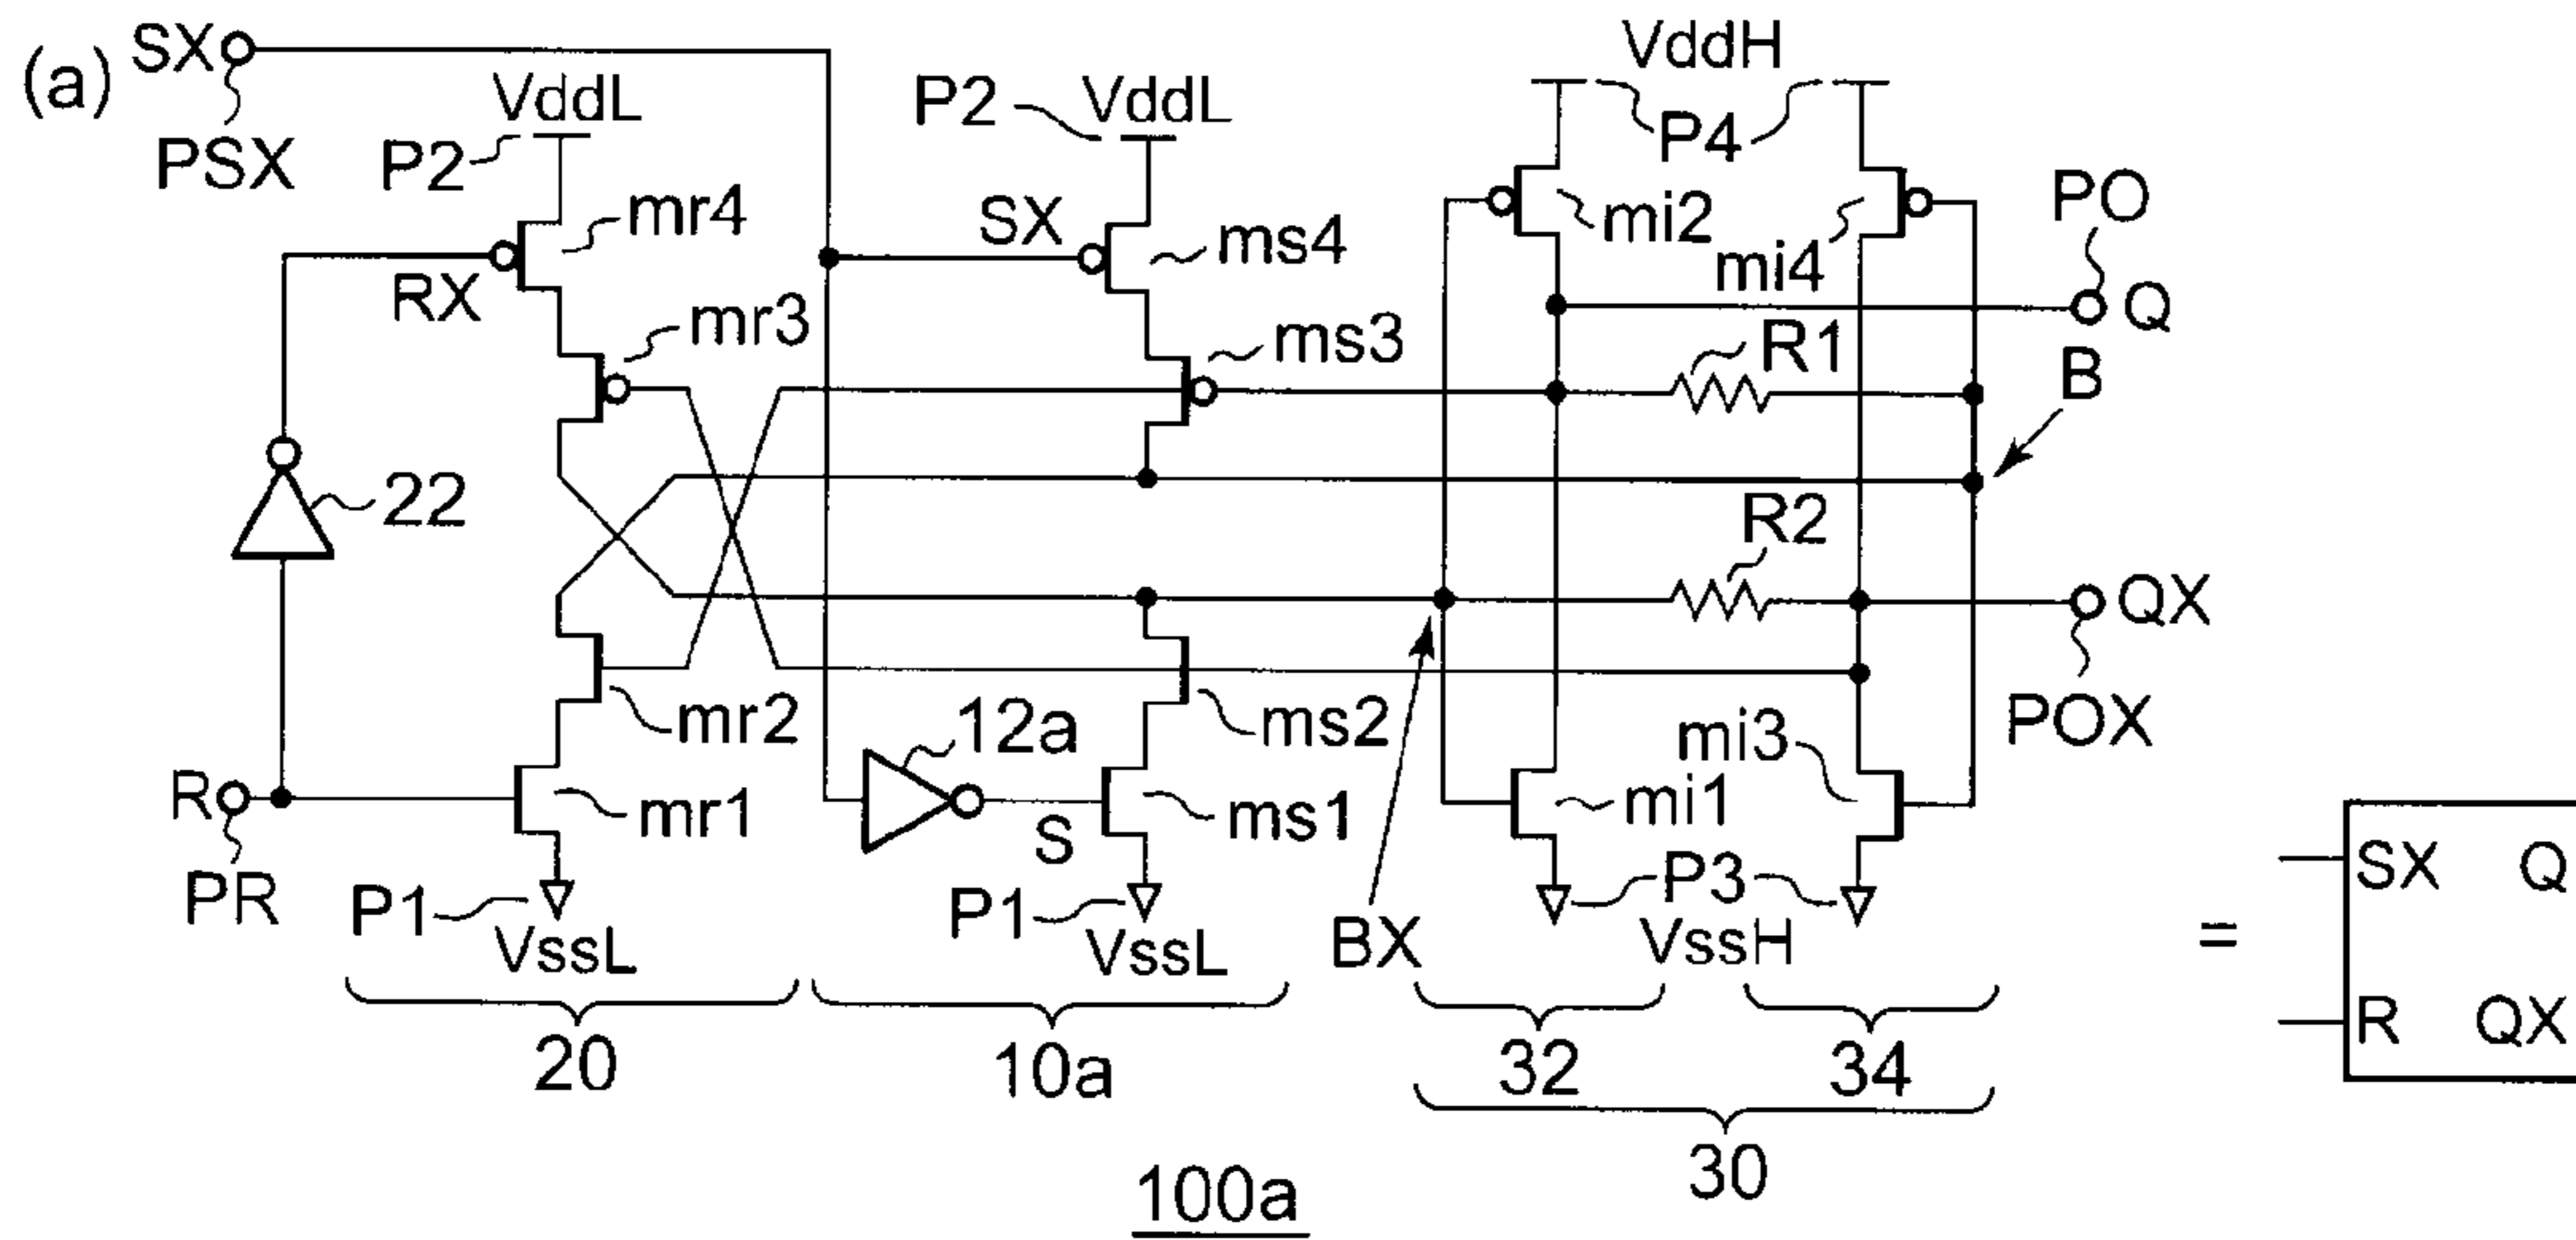 (a)
SX
PSX
VddL
P2
mr4
RX
mr3
22
mr2
R
PR
mr1
P1
VssL
20
P2
VddL
SX
ms4
ms3
12a
ms2
S
ms1
P1
VssL
10a
VddH
P4
mi2
mi4
PO
Q
R1
B
R2
QX
POX
mi3
mi1
P3
VssH
BX
32
34
30
=
SX Q
R QX
100a